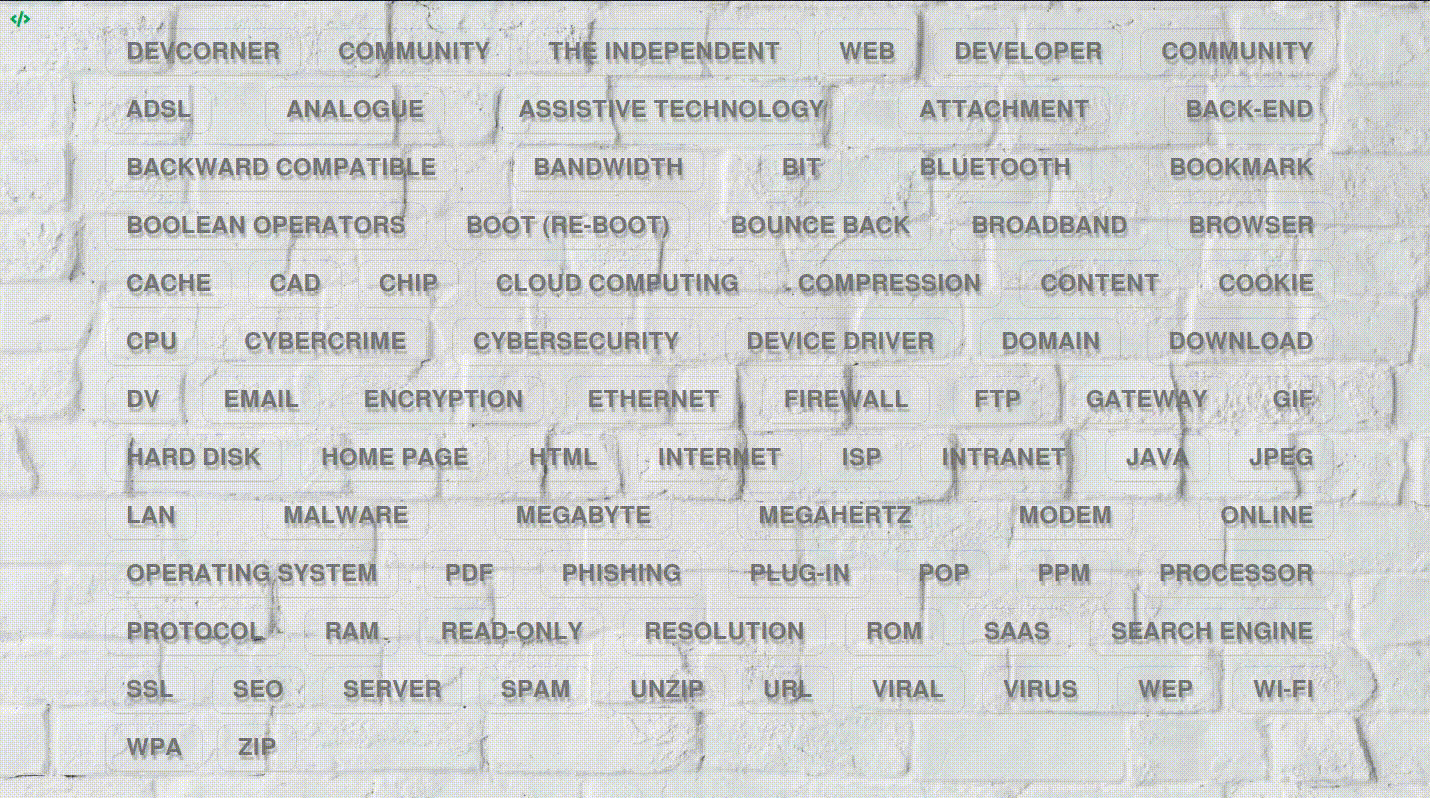 </>
DEVCORNER COMMUNITY THE INDEPENDENT WEB DEVELOPER COMMUNITY
ADSL ANALOGUE ASSISTIVE TECHNOLOGY ATTACHMENT BACK-END
BACKWARD COMPATIBLE BANDWIDTH BIT BLUETOOTH BOOKMARK
BOOLEAN OPERATORS BOOT (RE-BOOT) BOUNCE BACK BROADBAND BROWSER
CACHE CAD CHIP CLOUD COMPUTING COMPRESSION CONTENT COOKIE
CPU CYBERCRIME CYBERSECURITY DEVICE DRIVER DOMAIN DOWNLOAD
DV EMAIL ENCRYPTION ETHERNET FIREWALL FTP GATEWAY GIF
HARD DISK HOME PAGE HTML INTERNET ISP INTRANET JAVA JPEG
LAN MALWARE MEGABYTE MEGAHERTZ MODEM ONLINE
OPERATING SYSTEM PDF PHISHING PLUG-IN POP PPM PROCESSOR
PROTOCOL RAM READ-ONLY RESOLUTION ROM SAAS SEARCH ENGINE
SSL SEO SERVER SPAM UNZIP URL VIRAL VIRUS WEP WI-FI
WPA ZIP